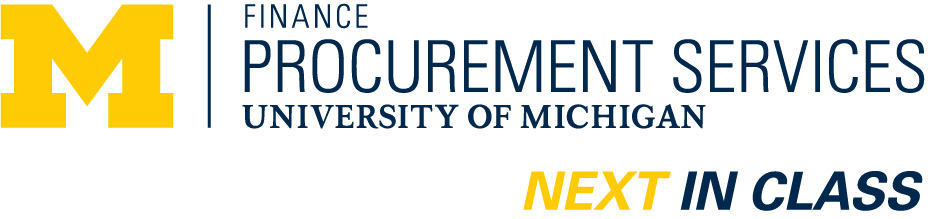 M
FINANCE
PROCUREMENT SERVICES
UNIVERSITY OF MICHIGAN
NEXT IN CLASS